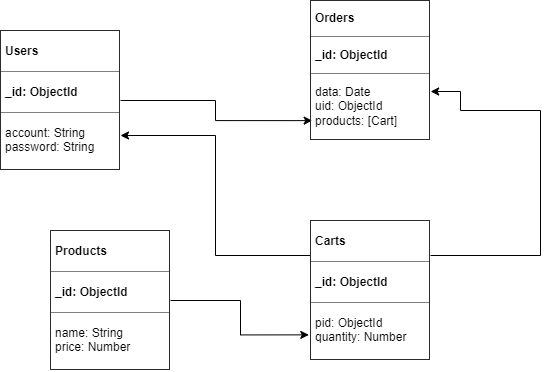 Users
_id: ObjectId
account: String
password: String
Orders
_id: ObjectId
data: Date
uid: ObjectId
products: [Cart]
Products
_id: ObjectId
name: String
price: Number
Carts
_id: ObjectId
pid: ObjectId
quantity: Number